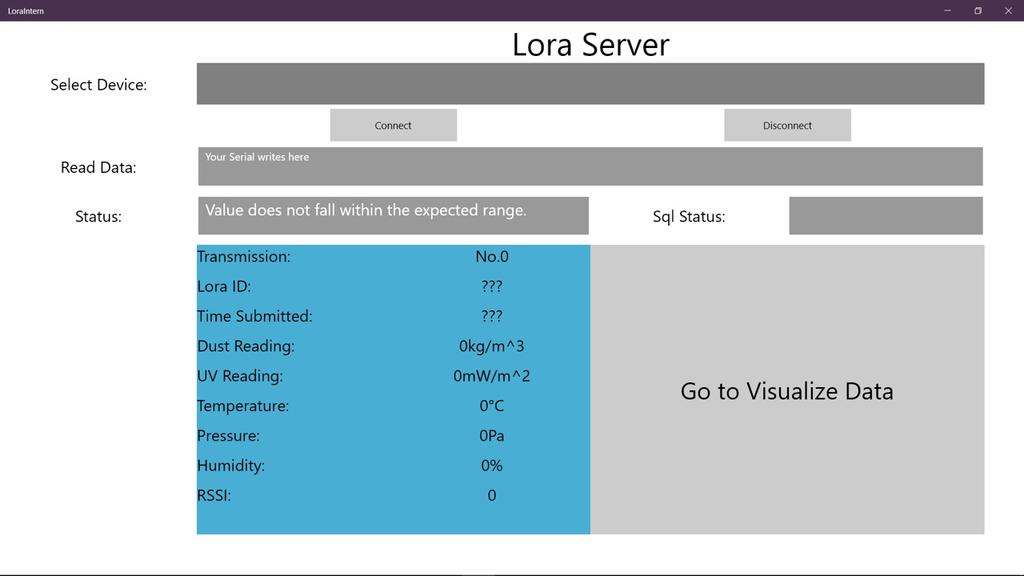 LoraIntern
Lora Server
Select Device:
Connect Disconnect
Read Data: Your Serial writes here
Status: Value does not fall within the expected range. Sql Status:
Transmission: No.0
Lora ID: ???
Time Submitted: ???
Dust Reading: 0kg/m^3
UV Reading: 0mW/m^2
Temperature: 0°C
Pressure: 0Pa
Humidity: 0%
RSSI: 0
Go to Visualize Data